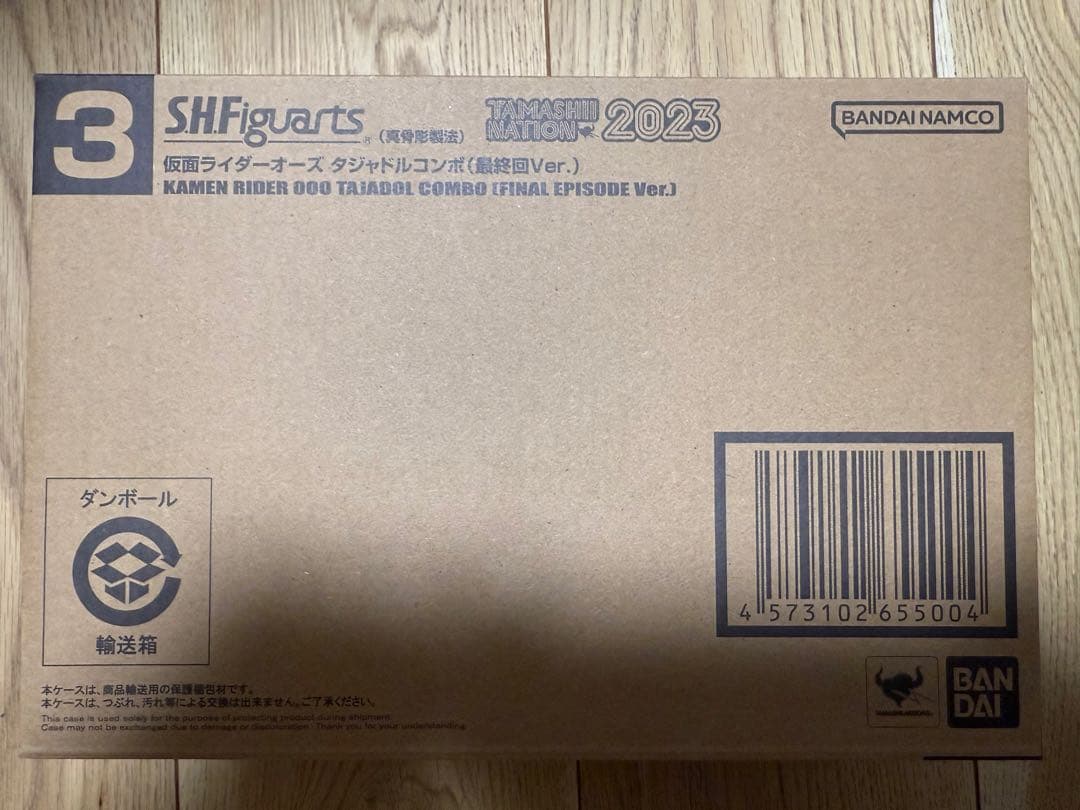 3
S.H.Figuarts® (真骨彫製法)
TAMASHII NATION 2023
BANDAI NAMCO
仮面ライダーオーズ タジャドルコンボ(最終回Ver.)
KAMEN RIDER OOO TAJADOL COMBO (FINAL EPISODE Ver.)
ダンボール
輸送箱
4 573102 655004
本ケースは、商品輸送用の保護梱包材です。
本ケースは、つぶれ、汚れ等による交換は出来ません。ご了承ください。
This case is used solely for the purpose of protecting product during shipment.
Case may not be exchanged due to damage or discoloration. Thank you for your understanding.
TAMASHII NATIONS
BAN
DAI